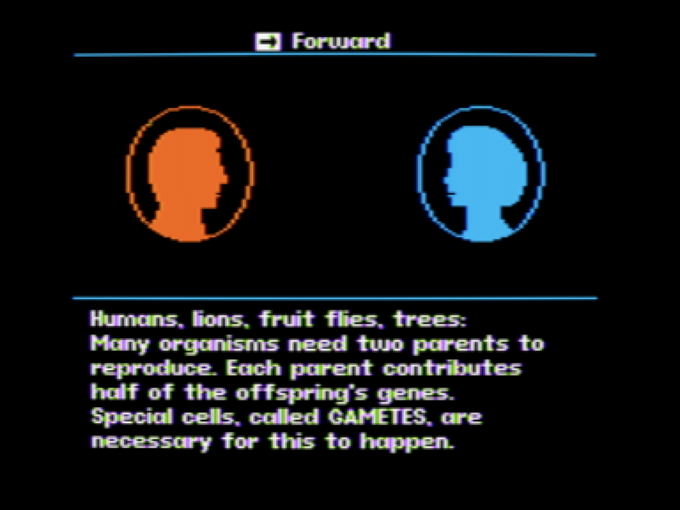 ➡ Forward
Humans, lions, fruit flies, trees:
Many organisms need two parents to
reproduce. Each parent contributes
half of the offspring's genes.
Special cells, called GAMETES, are
necessary for this to happen.